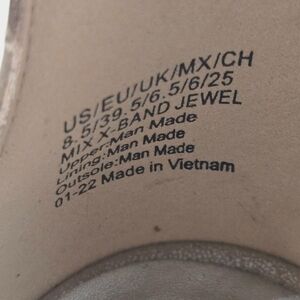 US/EU/UK/MX/CH
8.5/39.5/6.5/6/25
MIX X-BAND JEWEL
Upper:Man Made
Lining:Man Made
Outsole:Man Made
01-22 Made in Vietnam